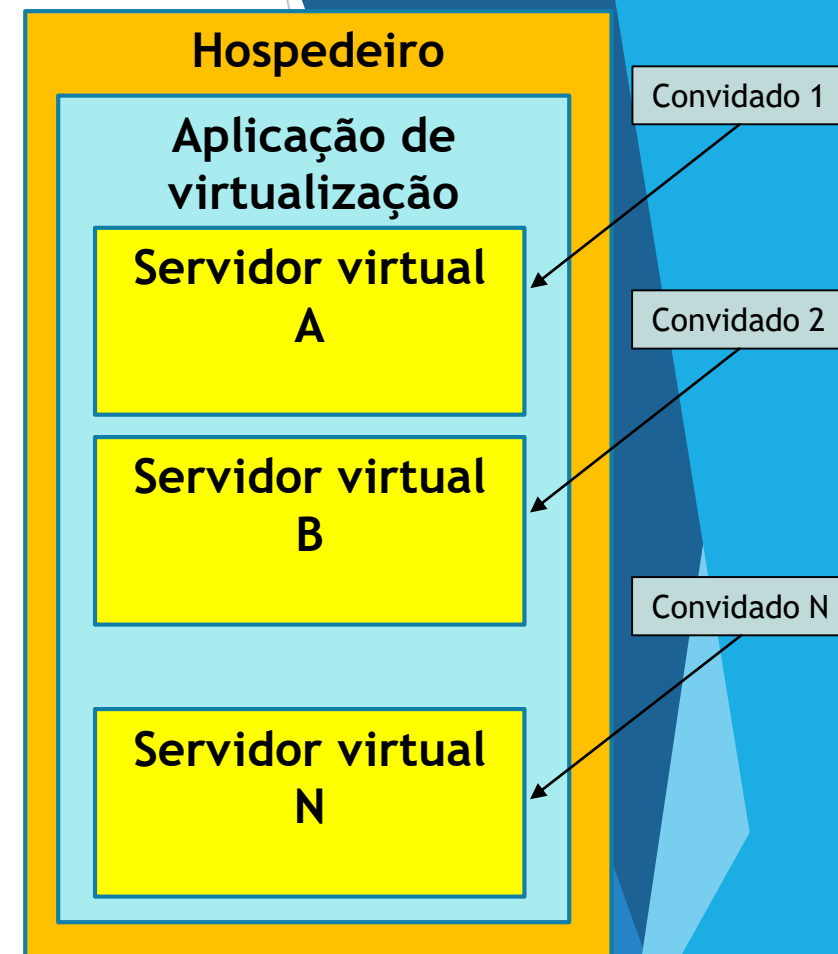 Hospedeiro
Convidado 1
Aplicação de
virtualização
Servidor virtual
A
Convidado 2
Servidor virtual
B
Convidado N
Servidor virtual
N